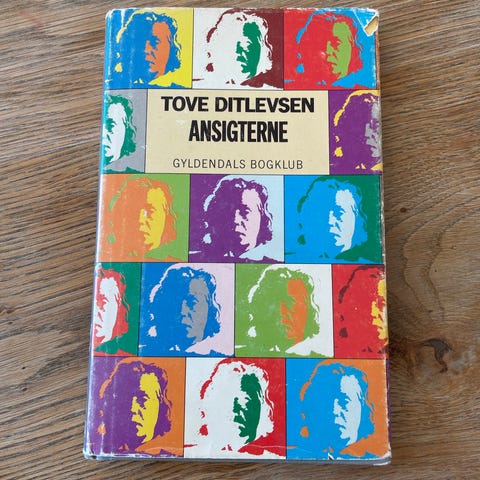 TOVE DITLEVSEN
ANSIGTERNE
GYLDENDALS BOGKLUB